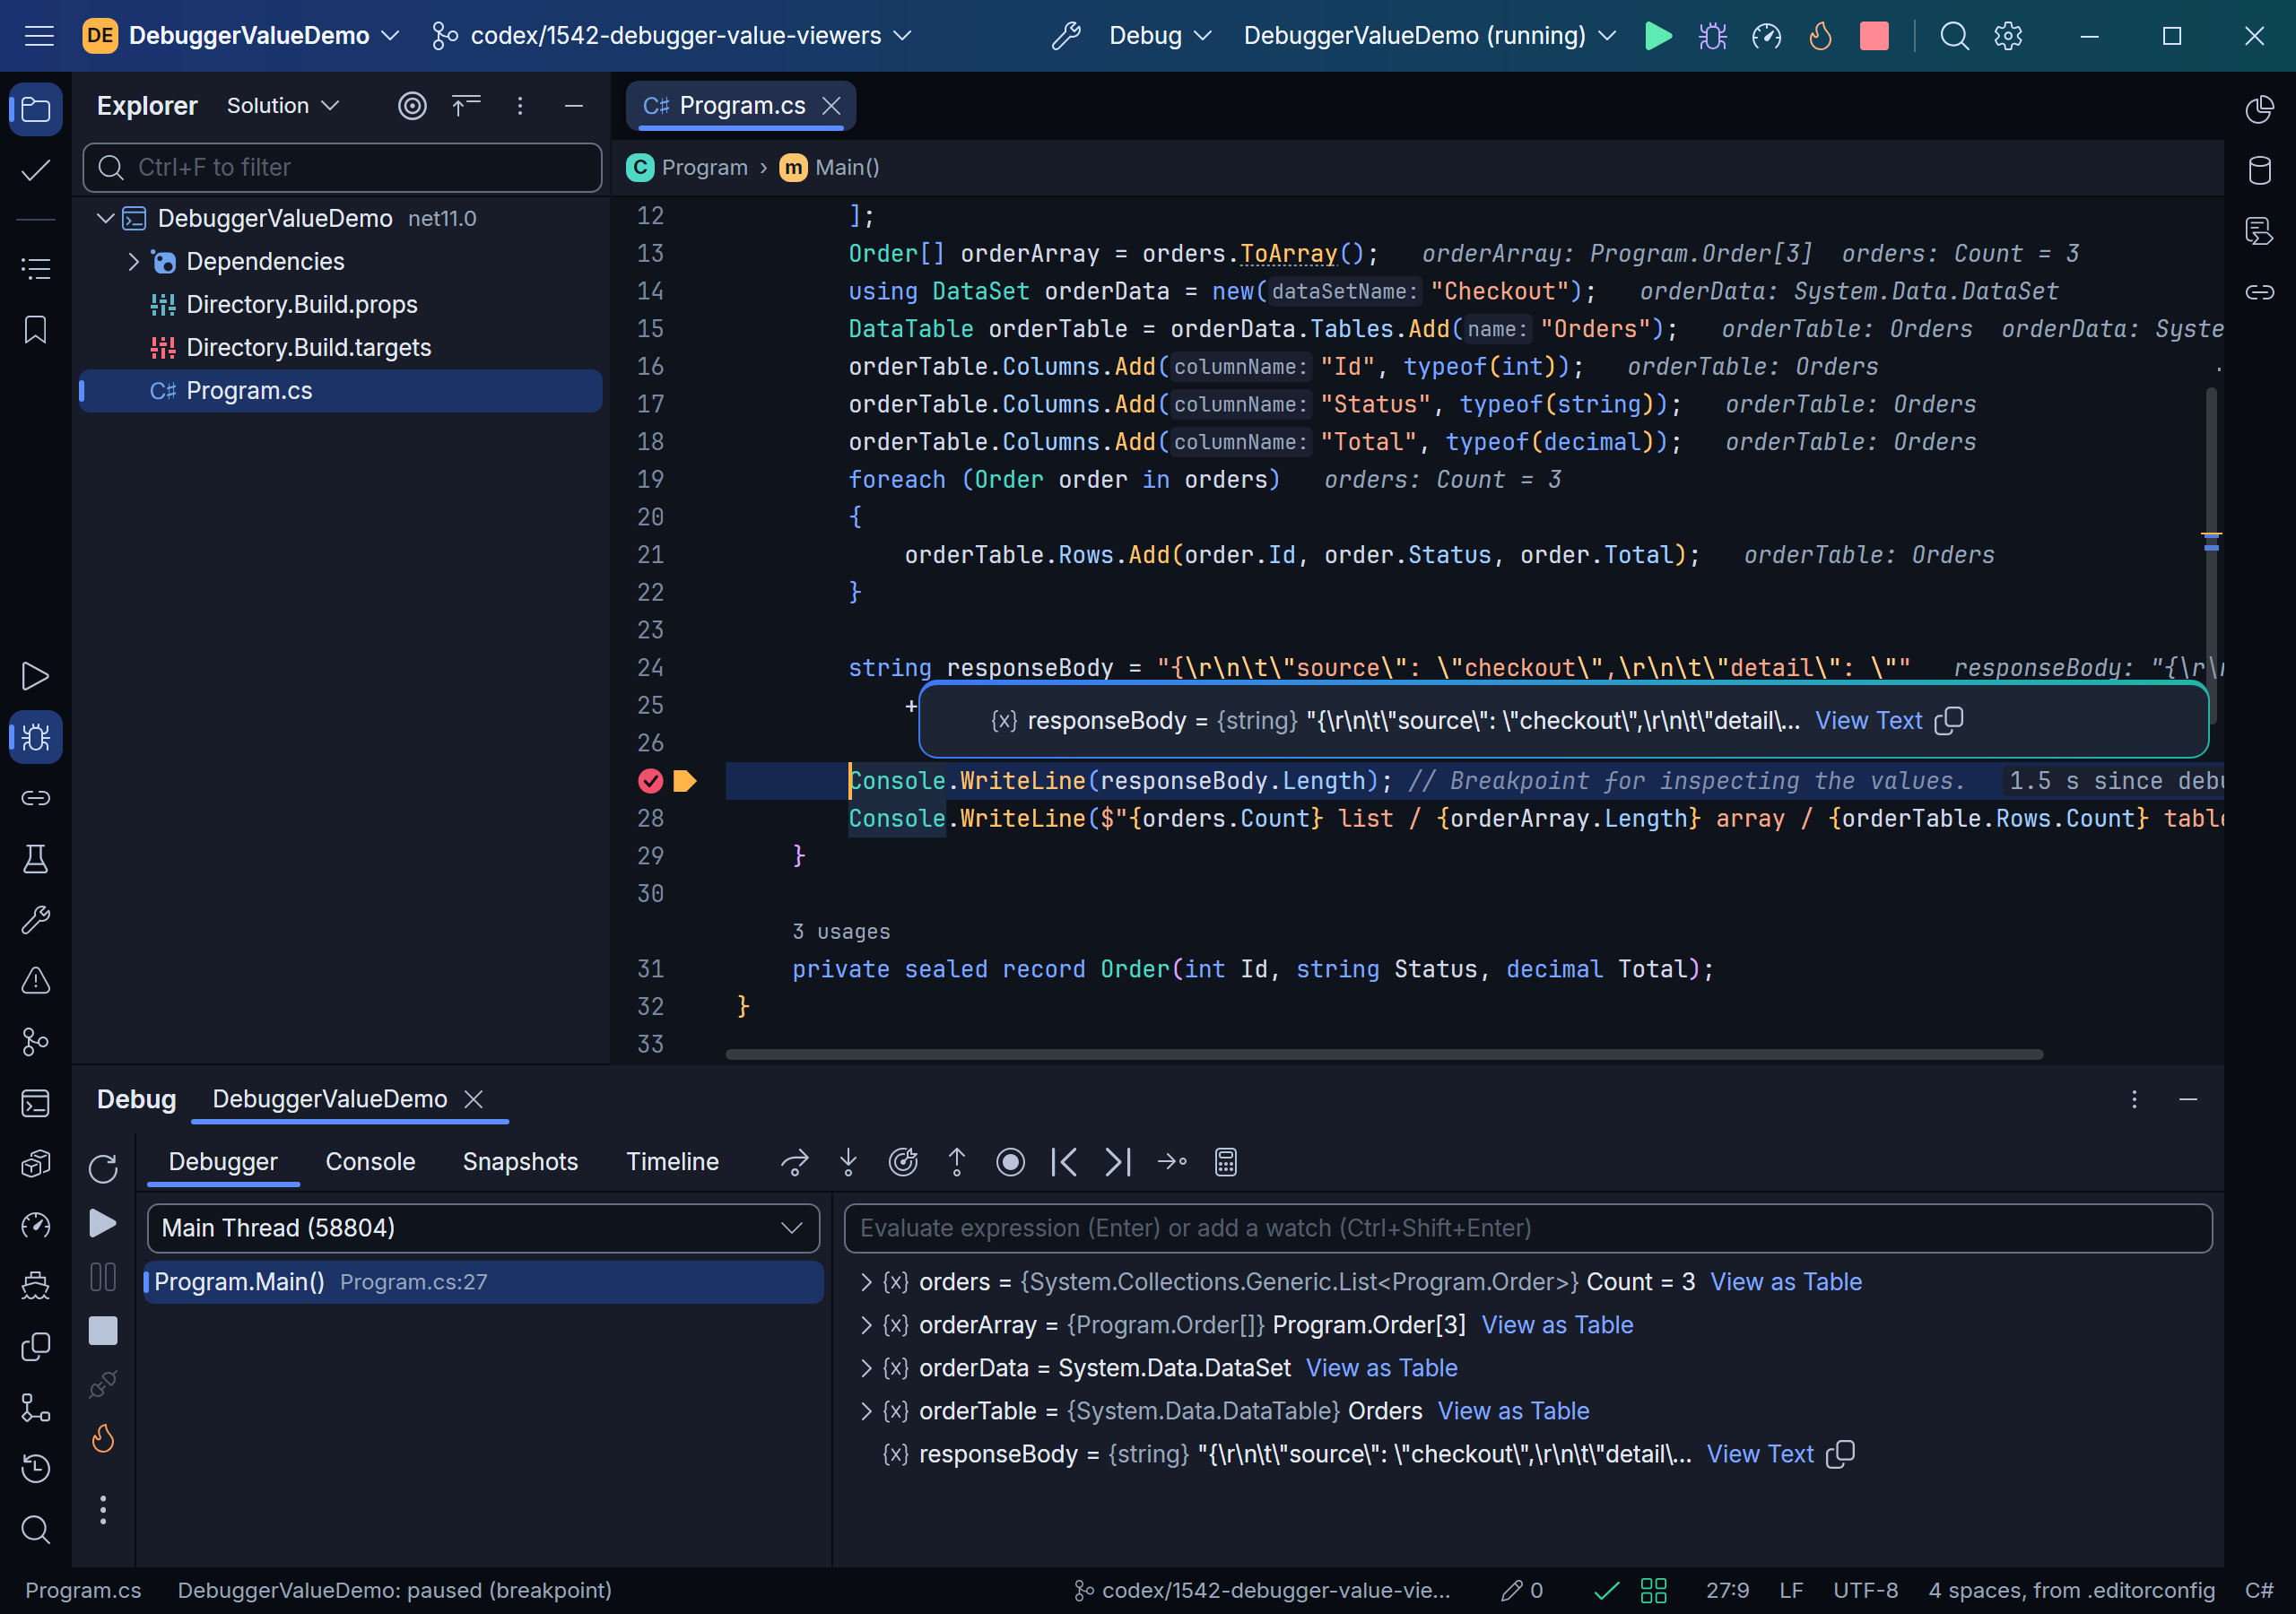 DE DebuggerValueDemo codex/1542-debugger-value-viewers Debug DebuggerValueDemo (running)
Explorer Solution
Ctrl+F to filter
DebuggerValueDemo net11.0
Dependencies
Directory.Build.props
Directory.Build.targets
C# Program.cs
C# Program.cs
C Program › m Main()
12 ];
13 Order[] orderArray = orders.ToArray(); orderArray: Program.Order[3] orders: Count = 3
14 using DataSet orderData = new(dataSetName: "Checkout"); orderData: System.Data.DataSet
15 DataTable orderTable = orderData.Tables.Add(name: "Orders"); orderTable: Orders orderData: Syste
16 orderTable.Columns.Add(columnName: "Id", typeof(int)); orderTable: Orders
17 orderTable.Columns.Add(columnName: "Status", typeof(string)); orderTable: Orders
18 orderTable.Columns.Add(columnName: "Total", typeof(decimal)); orderTable: Orders
19 foreach (Order order in orders) orders: Count = 3
20 {
21 orderTable.Rows.Add(order.Id, order.Status, order.Total); orderTable: Orders
22 }
23
24 string responseBody = "{\r\n\t\"source\": \"checkout\",\r\n\t\"detail\": \"" responseBody: "{\r\n
25 +
{x} responseBody = {string} "{\r\n\t\"source\": \"checkout\",\r\n\t\"detail\... View Text
26
Console.WriteLine(responseBody.Length); // Breakpoint for inspecting the values. 1.5 s since debu
28 Console.WriteLine($"{orders.Count} list / {orderArray.Length} array / {orderTable.Rows.Count} table
29 }
30
3 usages
31 private sealed record Order(int Id, string Status, decimal Total);
32 }
33
Debug DebuggerValueDemo
Debugger Console Snapshots Timeline
Main Thread (58804)
Program.Main() Program.cs:27
Evaluate expression (Enter) or add a watch (Ctrl+Shift+Enter)
{x} orders = {System.Collections.Generic.List<Program.Order>} Count = 3 View as Table
{x} orderArray = {Program.Order[]} Program.Order[3] View as Table
{x} orderData = System.Data.DataSet View as Table
{x} orderTable = {System.Data.DataTable} Orders View as Table
{x} responseBody = {string} "{\r\n\t\"source\": \"checkout\",\r\n\t\"detail\... View Text
Program.cs DebuggerValueDemo: paused (breakpoint) codex/1542-debugger-value-vie... 0 27:9 LF UTF-8 4 spaces, from .editorconfig C#